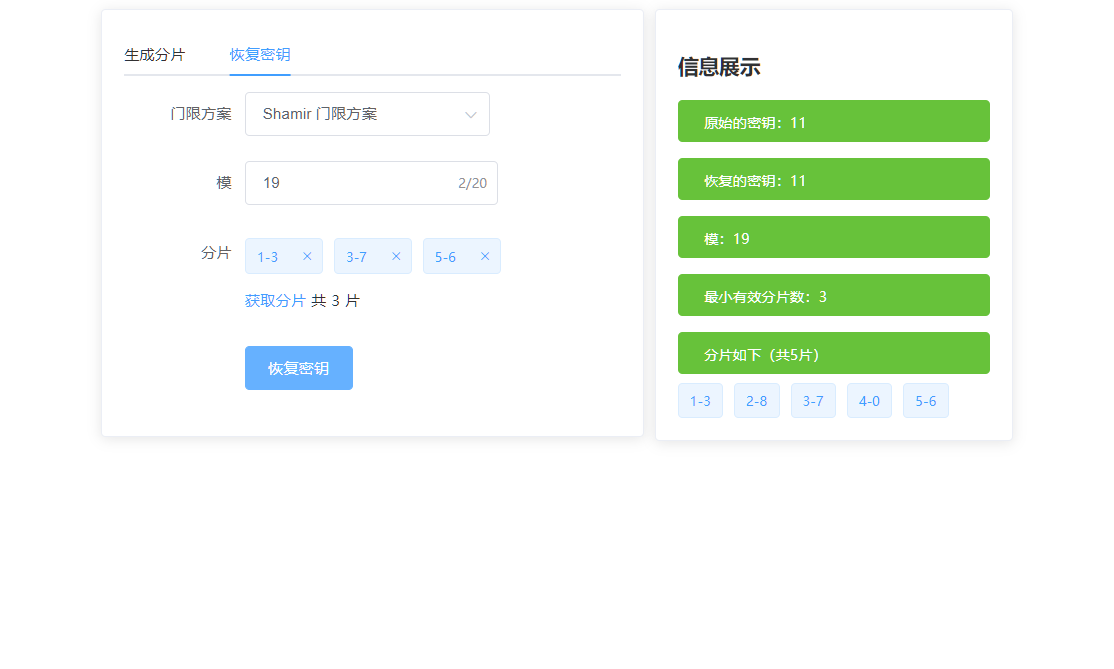 生成分片 恢复密钥
门限方案 Shamir 门限方案
模 19 2/20
分片 1-3 × 3-7 × 5-6 ×
获取分片 共 3 片
恢复密钥
信息展示
原始的密钥：11
恢复的密钥：11
模：19
最小有效分片数：3
分片如下（共5片）
1-3 2-8 3-7 4-0 5-6